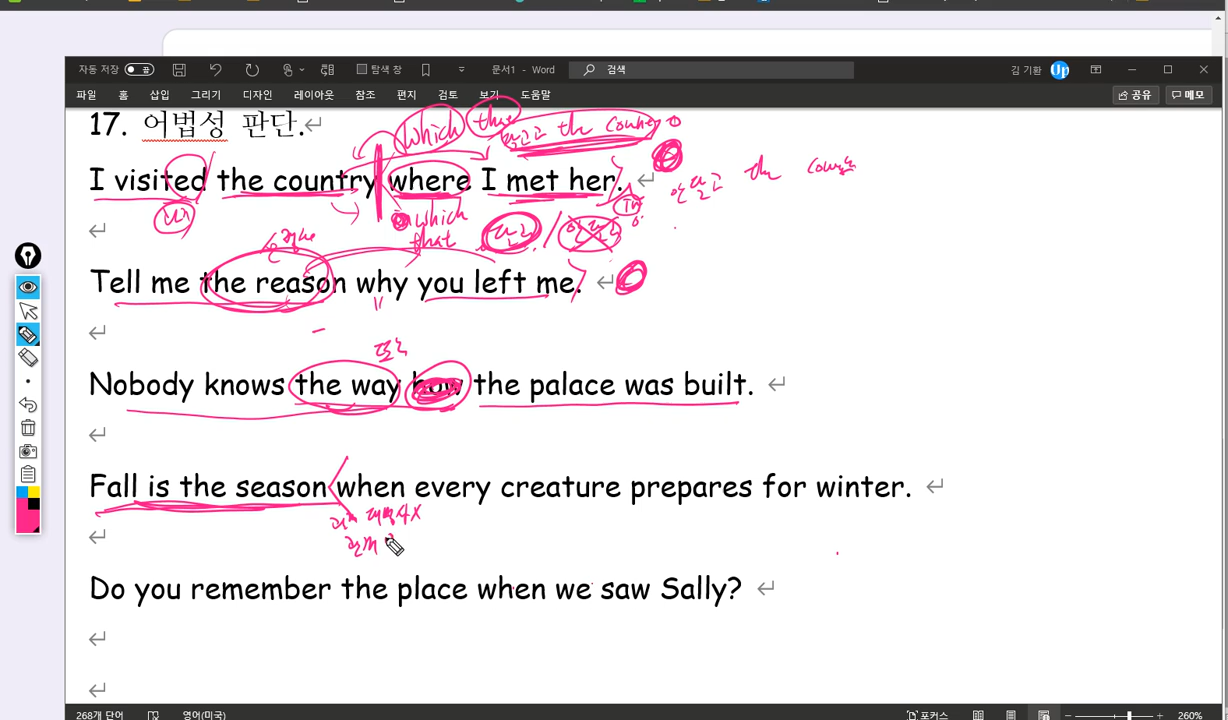 자동 저장 끔 탐색 창 문서1 - Word 검색 김 기환 Up
파일 홈 삽입 그리기 디자인 레이아웃 참조 편지 검토 보기 도움말 공유 메모
17. 어법성 판단.
which the country
I visited the country where I met her.
which
that
Tell me the reason why you left me.
Nobody knows the way how the palace was built.
Fall is the season when every creature prepares for winter.
Do you remember the place when we saw Sally?
268개 단어 영어(미국) 포커스 260%